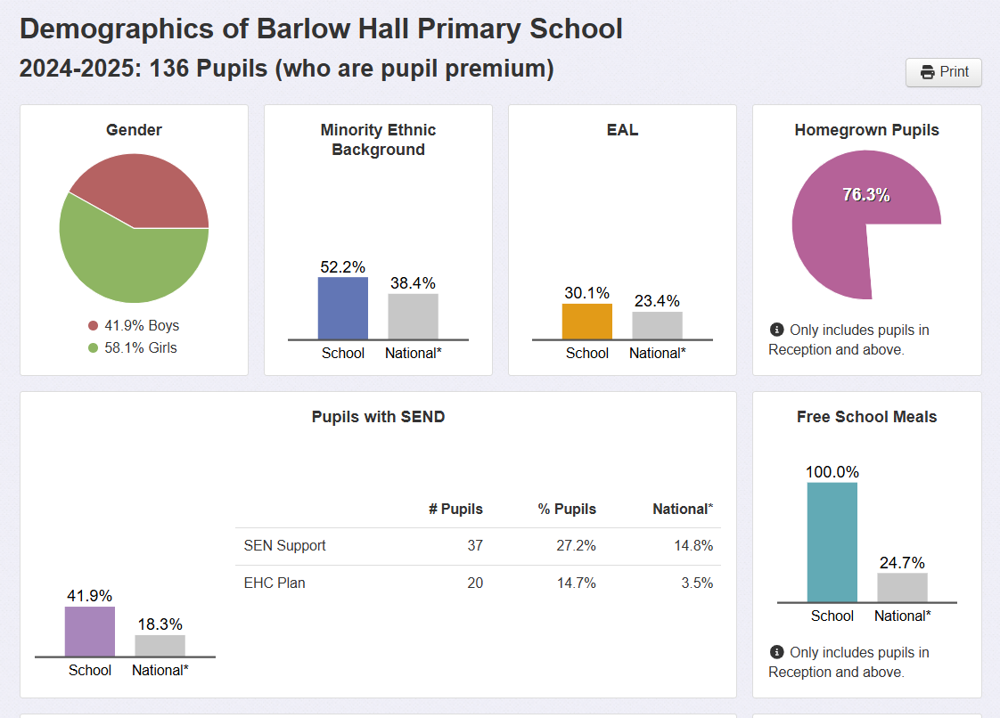 Demographics of Barlow Hall Primary School
2024-2025: 136 Pupils (who are pupil premium)
Print
Gender
41.9% Boys
58.1% Girls
Minority Ethnic
Background
52.2%
38.4%
School National*
EAL
30.1%
23.4%
School National*
Homegrown Pupils
76.3%
Only includes pupils in
Reception and above.
Pupils with SEND
41.9%
18.3%
School National*
# Pupils % Pupils National*
SEN Support 37 27.2% 14.8%
EHC Plan 20 14.7% 3.5%
Free School Meals
100.0%
24.7%
School National*
Only includes pupils in
Reception and above.